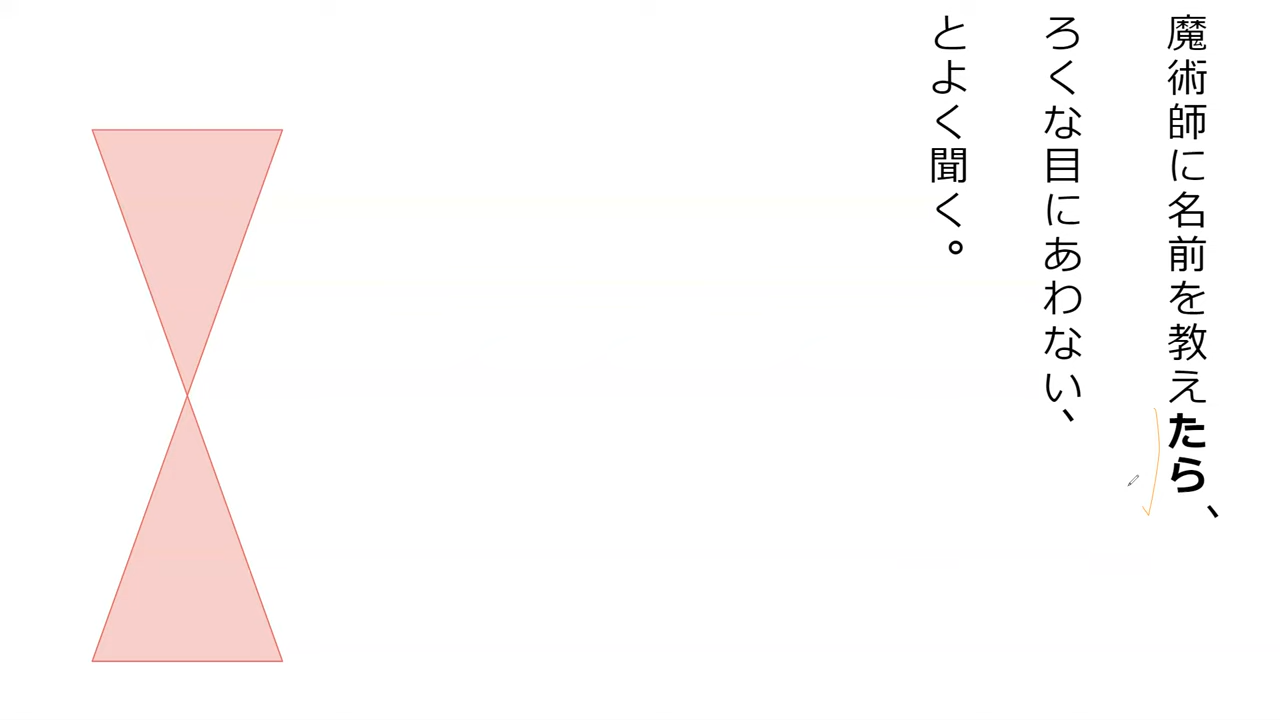 魔術師に名前を教えたら、
ろくな目にあわない、
とよく聞く。